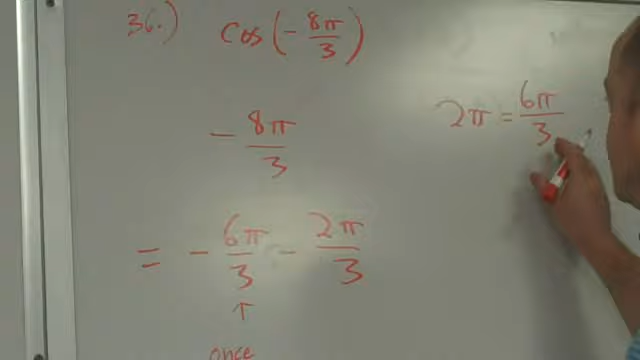 36.) cos(-8π/3)
2π = 6π/3
-8π/3
= -6π/3 - 2π/3
↑
once